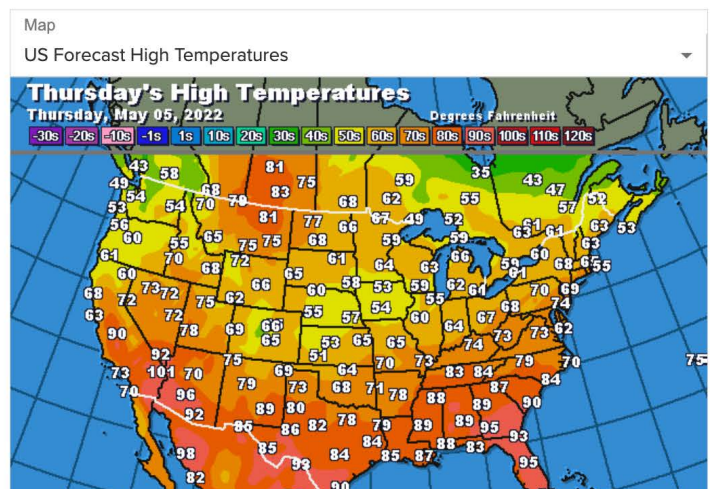 Map
US Forecast High Temperatures
Thursday's High Temperatures
Thursday, May 05, 2022 Degrees Fahrenheit
-30s -20s -10s -1s 1s 10s 20s 30s 40s 50s 60s 70s 80s 90s 100s 110s 120s
43 58 81 75 59 35 43 47
49 54 68 83 68 62 55 52
53 54 70 79 81 77 66 67 49 52 57
56 60 55 65 75 75 68 59 59 63 61 61 63 53
61 70 68 72 61 64 63 66 59 60 68 63 65 55
60 65 61
68 72 73 72 75 62 66 60 58 53 59 55 62 61 70 69
63 72 78 69 66 65 55 57 54 60 64 67 68 74
90 53 65 65 74 73 73 62
92 75 51 70 73 79 70
73 101 70 69 64 83 84
70 96 79 73 68 71 78 88 87 84
92 89 80 89 90
85 86 82 78 79 89 89 95
98 85 84 84 88 83 93
82 99 85 87 95
90
75